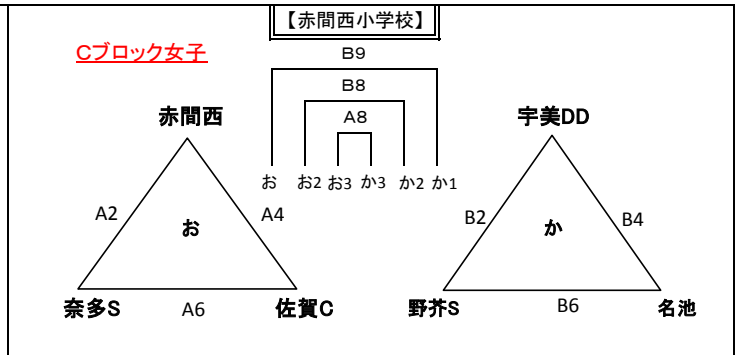 【赤間西小学校】
Cブロック女子
B9
B8
A8
お お2 お3 か3 か2 か1
赤間西
A2 お A4
奈多S A6 佐賀C
宇美DD
B2 か B4
野芥S B6 名池